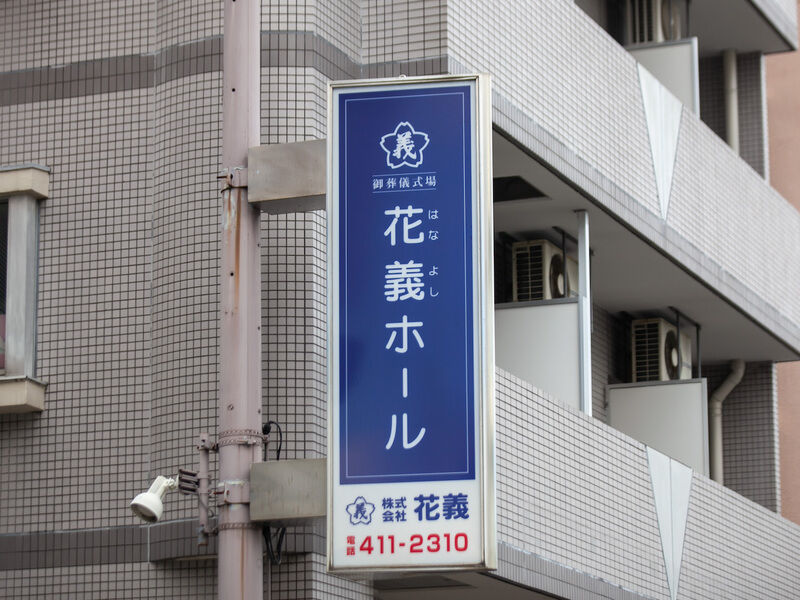 義
御葬儀式場
花義ホール
はなよし
義
株式会社 花義
電話 411-2310